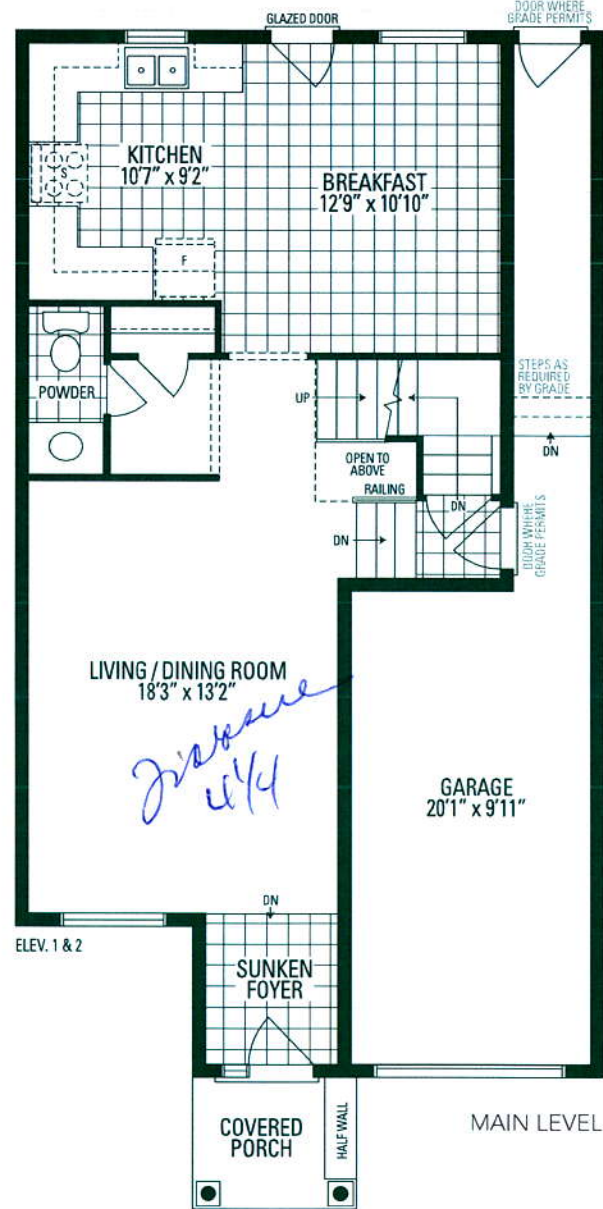 GLAZED DOOR
DOOR WHERE
GRADE PERMITS
KITCHEN
10'7" x 9'2"
BREAKFAST
12'9" x 10'10"
S
F
POWDER
UP
STEPS AS
REQUIRED
BY GRADE
DN
OPEN TO
ABOVE
RAILING
DN
DN
DOOR WHERE
GRADE PERMITS
LIVING / DINING ROOM
18'3" x 13'2"
4 1/4
GARAGE
20'1" x 9'11"
DN
ELEV. 1 & 2
SUNKEN
FOYER
COVERED
PORCH
HALF WALL
MAIN LEVEL